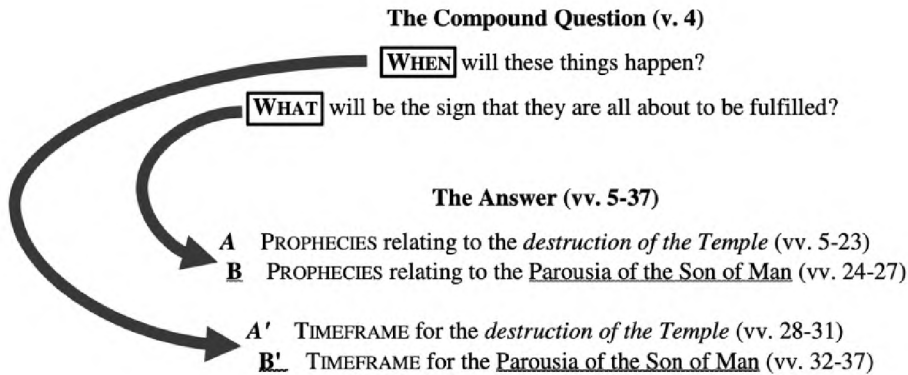 The Compound Question (v. 4)
WHEN will these things happen?
WHAT will be the sign that they are all about to be fulfilled?
The Answer (vv. 5-37)
A PROPHECIES relating to the destruction of the Temple (vv. 5-23)
B PROPHECIES relating to the Parousia of the Son of Man (vv. 24-27)
A' TIMEFRAME for the destruction of the Temple (vv. 28-31)
B' TIMEFRAME for the Parousia of the Son of Man (vv. 32-37)